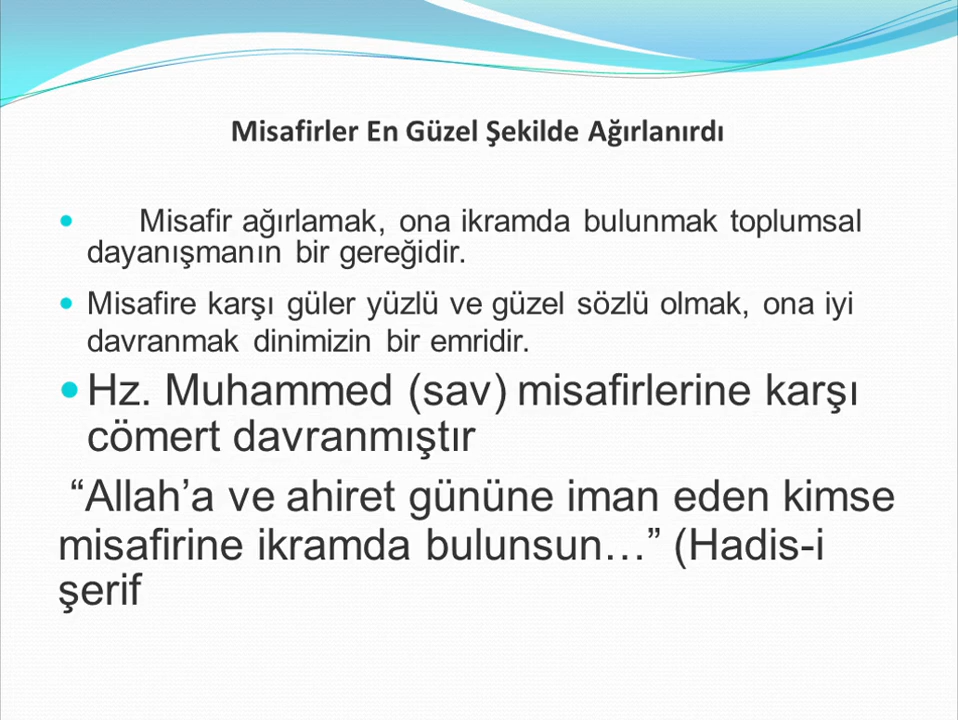 Misafirler En Güzel Şekilde Ağırlanırdı
• Misafir ağırlamak, ona ikramda bulunmak toplumsal
dayanışmanın bir gereğidir.
• Misafire karşı güler yüzlü ve güzel sözlü olmak, ona iyi
davranmak dinimizin bir emridir.
• Hz. Muhammed (sav) misafirlerine karşı
cömert davranmıştır
“Allah’a ve ahiret gününe iman eden kimse
misafirine ikramda bulunsun…” (Hadis-i
şerif